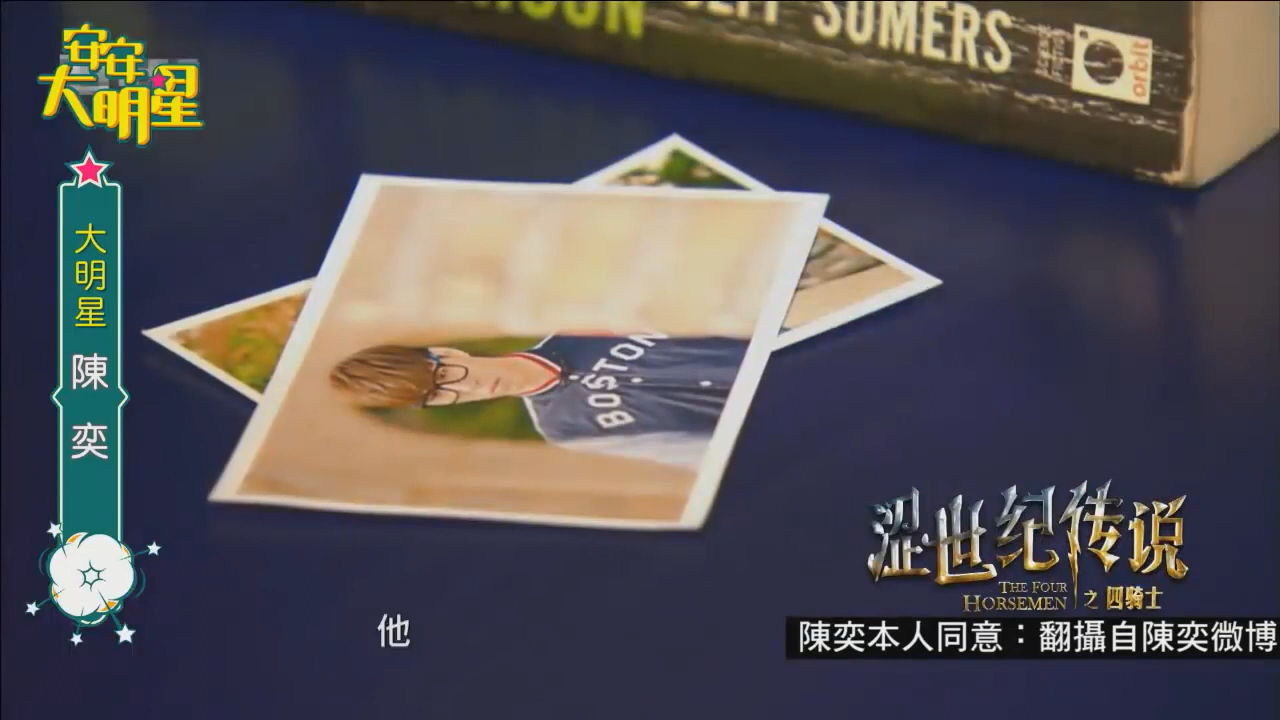 SUMERS
orbit
安安
大明星
大明星
陳奕
BOSTON
涩世纪传说
THE FOUR
HORSEMEN 之四騎士
陳奕本人同意：翻攝自陳奕微博
他